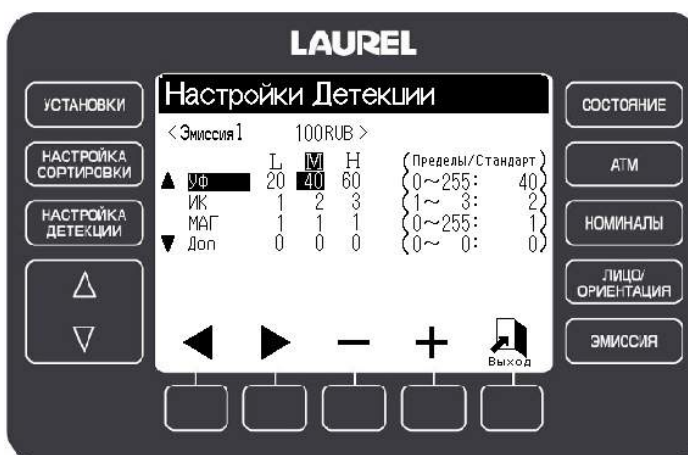 LAUREL
УСТАНОВКИ
НАСТРОЙКА
СОРТИРОВКИ
НАСТРОЙКА
ДЕТЕКЦИИ
Настройки Детекции
<Эмиссия1 100RUB>
L M H (Пределы/Стандарт)
УФ 20 40 60 (0~255: 40)
ИК 1 2 3 (1~ 3: 2)
МАГ 1 1 1 (0~255: 1)
Доп 0 0 0 (0~ 0: 0)
Выход
СОСТОЯНИЕ
АТМ
НОМИНАЛЫ
ЛИЦО/
ОРИЕНТАЦИЯ
ЭМИССИЯ